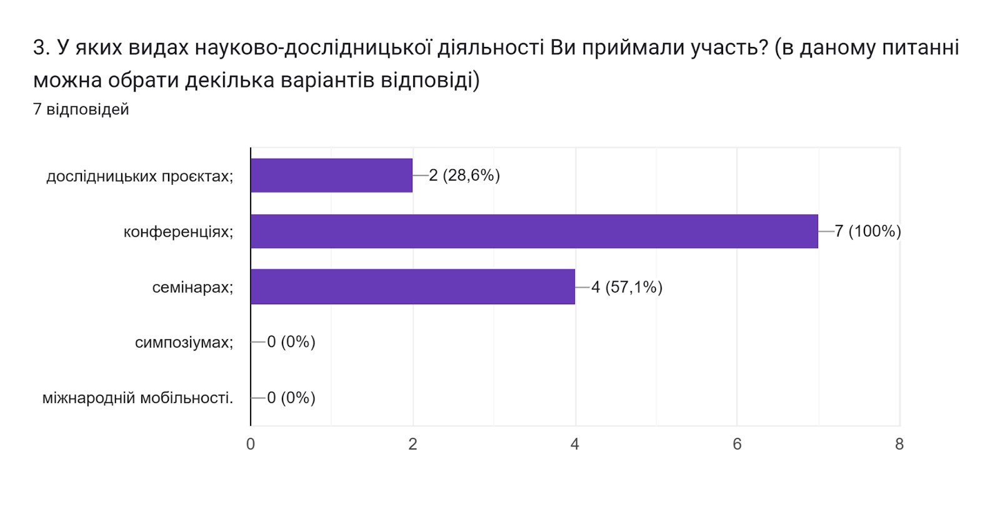 3. У яких видах науково-дослідницької діяльності Ви приймали участь? (в даному питанні
можна обрати декілька варіантів відповіді)
7 відповідей
дослідницьких проєктах;
2 (28,6%)
конференціях;
7 (100%)
семінарах;
4 (57,1%)
симпозіумах;
0 (0%)
міжнародній мобільності.
0 (0%)
0
2
4
6
8